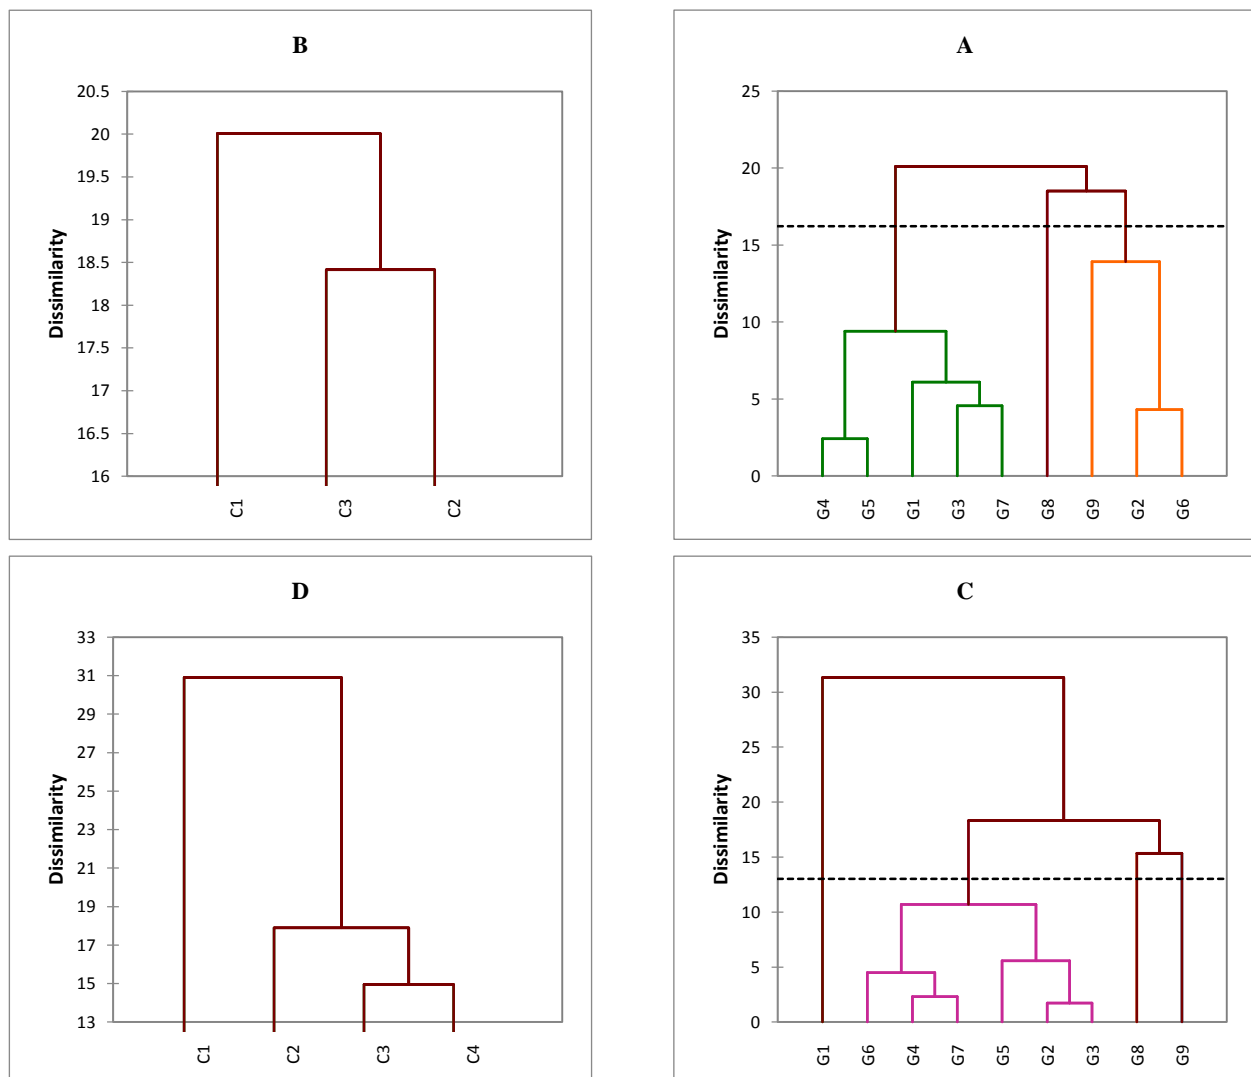 B
20.5
20
19.5
19
18.5
18
17.5
17
16.5
16
Dissimilarity
C1 C3 C2
A
25
20
15
10
5
0
Dissimilarity
G4 G5 G1 G3 G7 G8 G9 G2 G6
D
33
31
29
27
25
23
21
19
17
15
13
Dissimilarity
C1 C2 C3 C4
C
35
30
25
20
15
10
5
0
Dissimilarity
G1 G6 G4 G7 G5 G2 G3 G8 G9